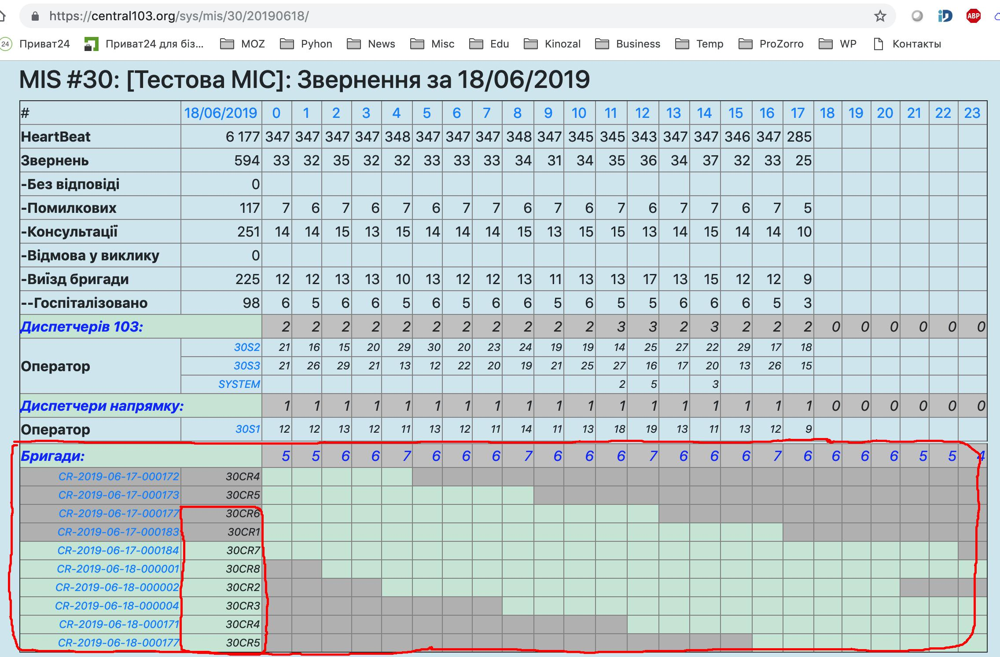 https://central103.org/sys/mis/30/20190618/
ABP
24 Приват24 Приват24 для біз... MOZ Pyhon News Misc Edu Kinozal Business Temp ProZorro WP Контакты
MIS #30: [Тестова МІС]: Звернення за 18/06/2019
# 18/06/2019 0 1 2 3 4 5 6 7 8 9 10 11 12 13 14 15 16 17 18 19 20 21 22 23
HeartBeat 6 177 347 347 347 347 348 347 347 347 348 347 345 345 343 347 347 346 347 285
Звернень 594 33 32 35 32 32 33 33 33 34 31 34 35 36 34 37 32 33 25
-Без відповіді 0
-Помилкових 117 7 6 7 6 7 6 7 7 6 7 6 7 6 7 7 6 7 5
-Консультації 251 14 14 15 13 15 14 14 14 15 13 15 15 13 14 15 14 14 10
-Відмова у виклику 0
-Виїзд бригади 225 12 12 13 13 10 13 12 12 13 11 13 13 17 13 15 12 12 9
--Госпіталізовано 98 6 5 6 6 5 6 5 6 6 5 6 5 5 6 6 6 5 3
Диспетчерів 103: 2 2 2 2 2 2 2 2 2 2 2 3 3 2 3 2 2 2 0 0 0 0 0 0
Оператор
30S2 21 16 15 20 29 30 20 23 24 19 19 14 25 27 22 29 17 18
30S3 21 26 29 21 13 12 22 20 19 21 25 27 16 17 20 13 26 15
SYSTEM 2 5 3
Диспетчери напрямку: 1 1 1 1 1 1 1 1 1 1 1 1 1 1 1 1 1 1 0 0 0 0 0 0
Оператор 30S1 12 12 13 12 11 13 12 11 14 11 13 18 19 13 11 13 12 9
Бригади: 5 5 6 6 7 6 6 6 7 6 6 6 7 6 6 6 7 6 6 6 6 5 5 4
CR-2019-06-17-000172 30CR4
CR-2019-06-17-000173 30CR5
CR-2019-06-17-000177 30CR6
CR-2019-06-17-000183 30CR1
CR-2019-06-17-000184 30CR7
CR-2019-06-18-000001 30CR8
CR-2019-06-18-000002 30CR2
CR-2019-06-18-000004 30CR3
CR-2019-06-18-000171 30CR4
CR-2019-06-18-000177 30CR5